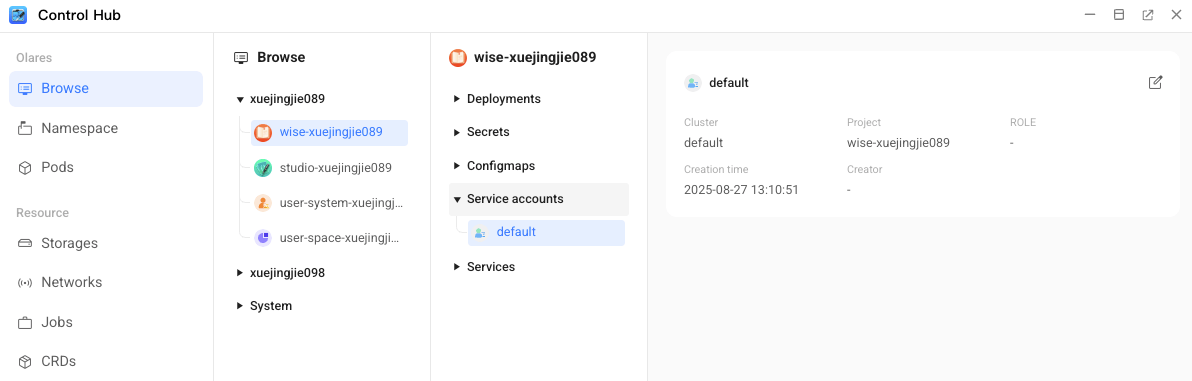 Control Hub
Olares
Browse
Namespace
Pods
Resource
Storages
Networks
Jobs
CRDs
Browse
xuejingjie089
wise-xuejingjie089
studio-xuejingjie089
user-system-xuejingj...
user-space-xuejingji...
xuejingjie098
System
wise-xuejingjie089
Deployments
Secrets
Configmaps
Service accounts
default
Services
default
Cluster Project ROLE
default wise-xuejingjie089 -
Creation time Creator
2025-08-27 13:10:51 -